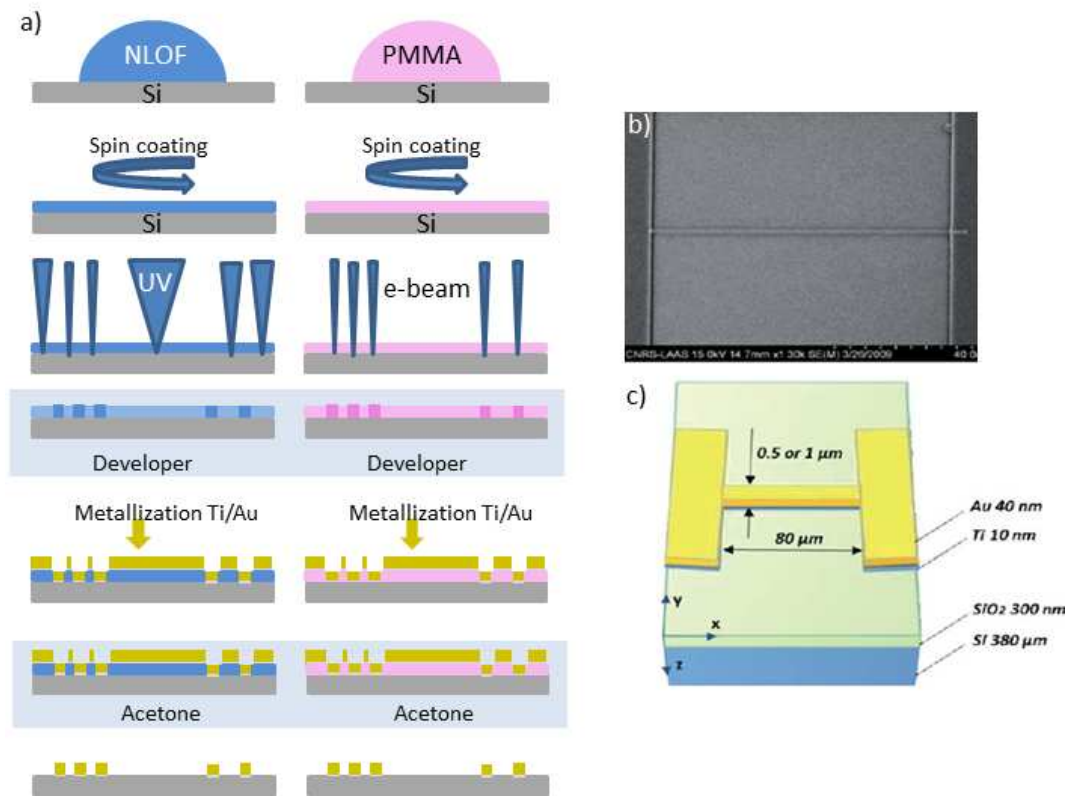 a)
NLOF
PMMA
Si
Si
Spin coating
Spin coating
Si
Si
UV
e-beam
Developer
Developer
Metallization Ti/Au
Metallization Ti/Au
Acetone
Acetone
b)
CNRS-LAAS 15.0kV 14.7mm x1.30k SE(M) 3/20/2009
c)
0.5 or 1 µm
80 µm
Au 40 nm
Ti 10 nm
SiO2 300 nm
Si 380 µm
y
x
z